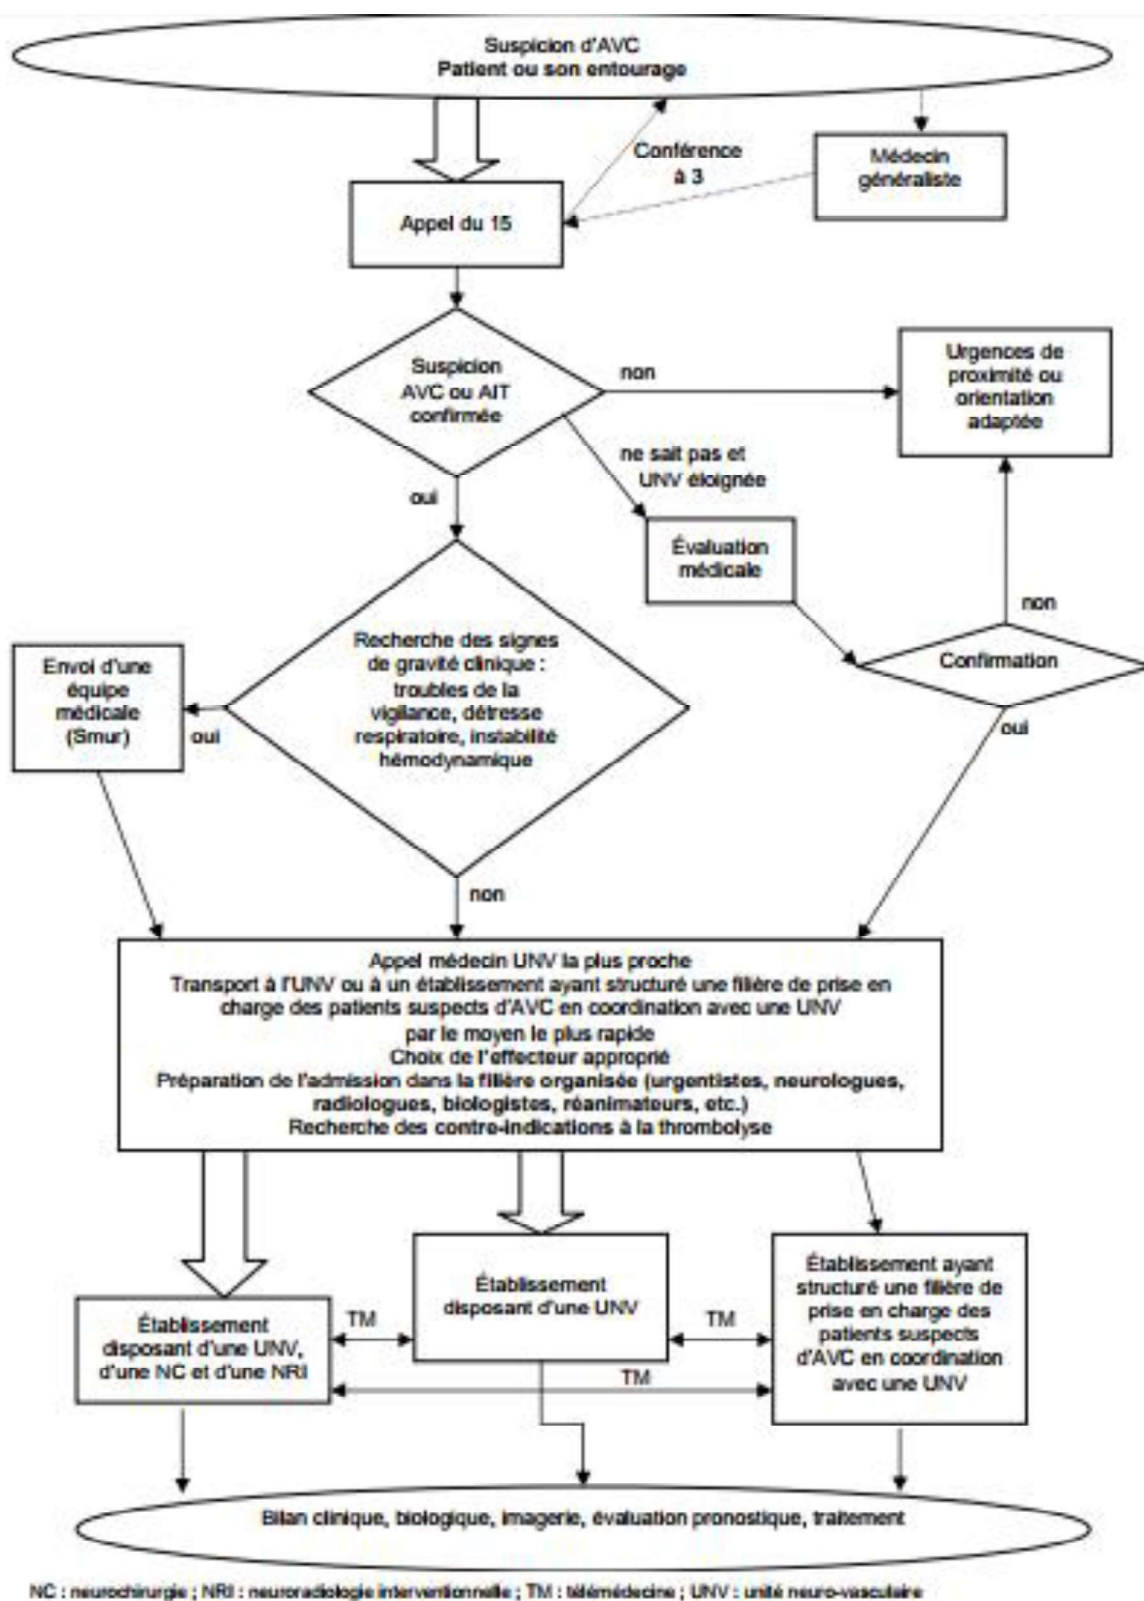 Suspicion d'AVC
Patient ou son entourage
Conférence
à 3
Médecin
généraliste
Appel du 15
Suspicion
AVC ou AIT
confirmée
non
Urgences de
proximité ou
orientation
adaptée
ne sait pas et
UNV éloignée
oui
Évaluation
médicale
non
Confirmation
oui
Recherche des signes
de gravité clinique :
troubles de la
vigilance, détresse
respiratoire, instabilité
hémodynamique
Envoi d'une
équipe
médicale
(Smur)
oui
non
Appel médecin UNV la plus proche
Transport à l'UNV ou à un établissement ayant structuré une filière de prise en
charge des patients suspects d'AVC en coordination avec une UNV
par le moyen le plus rapide
Choix de l'effecteur approprié
Préparation de l'admission dans la filière organisée (urgentistes, neurologues,
radiologues, biologistes, réanimateurs, etc.)
Recherche des contre-indications à la thrombolyse
Établissement
disposant d'une UNV,
d'une NC et d'une NRI
TM
Établissement
disposant d'une UNV
TM
TM
Établissement ayant
structuré une filière de
prise en charge des
patients suspects
d'AVC en coordination
avec une UNV
Bilan clinique, biologique, imagerie, évaluation pronostique, traitement
NC : neurochirurgie ; NRI : neuroradiologie interventionnelle ; TM : télémédecine ; UNV : unité neuro-vasculaire